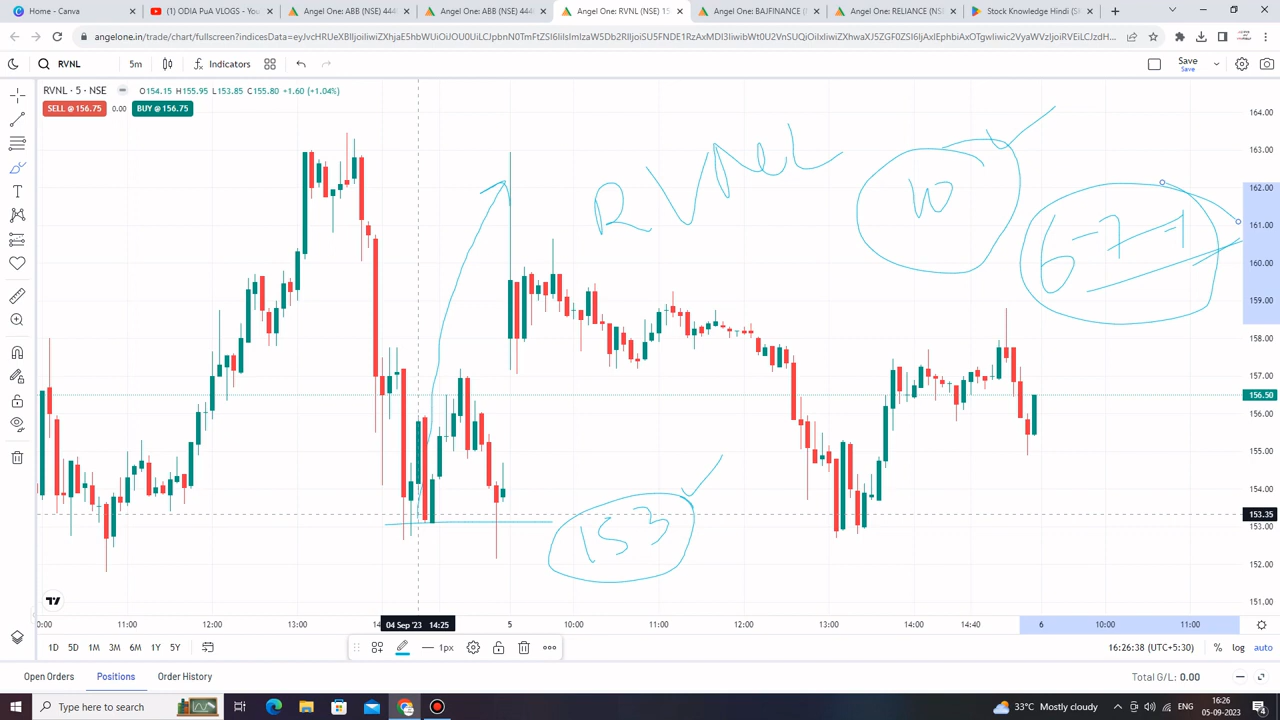 Home - Canva
(1) ODIA PuA VLOGS - You
Angel One: ABB (NSE) 444
Angel One: ABB (NSE) 444
Angel One: RVNL (NSE) 15
Angel One: BAJFINANCE (
Angel One: RELIANCE (NSE
Stock Knowledge Hindi (S
RVNL
5m
Indicators
Save
Save
RVNL · 5 · NSE
O154.15 H155.95 L153.85 C155.80 +1.60 (+1.04%)
SELL @ 156.75
0.00
BUY @ 156.75
RVNL
10
6-7-1
153
164.00
163.00
162.00
161.00
160.00
159.00
158.00
157.00
156.50
156.00
155.00
154.00
153.35
153.00
152.00
151.00
11:00
12:00
13:00
04 Sep '23 14:25
5
10:00
11:00
12:00
13:00
14:00
14:40
6
10:00
11:00
1D 5D 1M 3M 6M 1Y 5Y
1px
16:26:38 (UTC+5:30)
% log auto
Open Orders
Positions
Order History
Total G/L: 0.00
Type here to search
33°C Mostly cloudy
ENG
16:26
05-09-2023